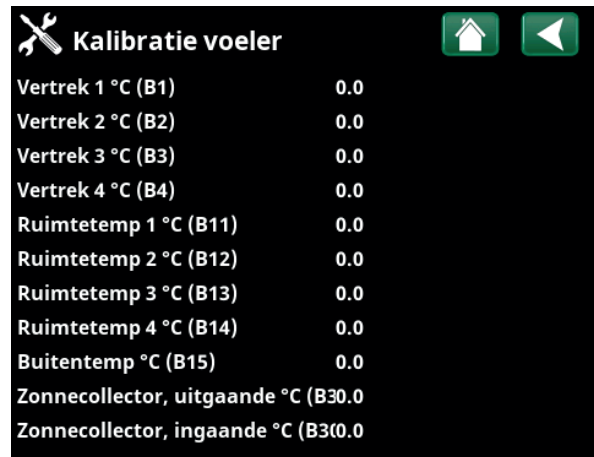 Kalibratie voeler
Vertrek 1 °C (B1) 0.0
Vertrek 2 °C (B2) 0.0
Vertrek 3 °C (B3) 0.0
Vertrek 4 °C (B4) 0.0
Ruimtetemp 1 °C (B11) 0.0
Ruimtetemp 2 °C (B12) 0.0
Ruimtetemp 3 °C (B13) 0.0
Ruimtetemp 4 °C (B14) 0.0
Buitentemp °C (B15) 0.0
Zonnecollector, uitgaande °C (B3 0.0
Zonnecollector, ingaande °C (B3 0.0